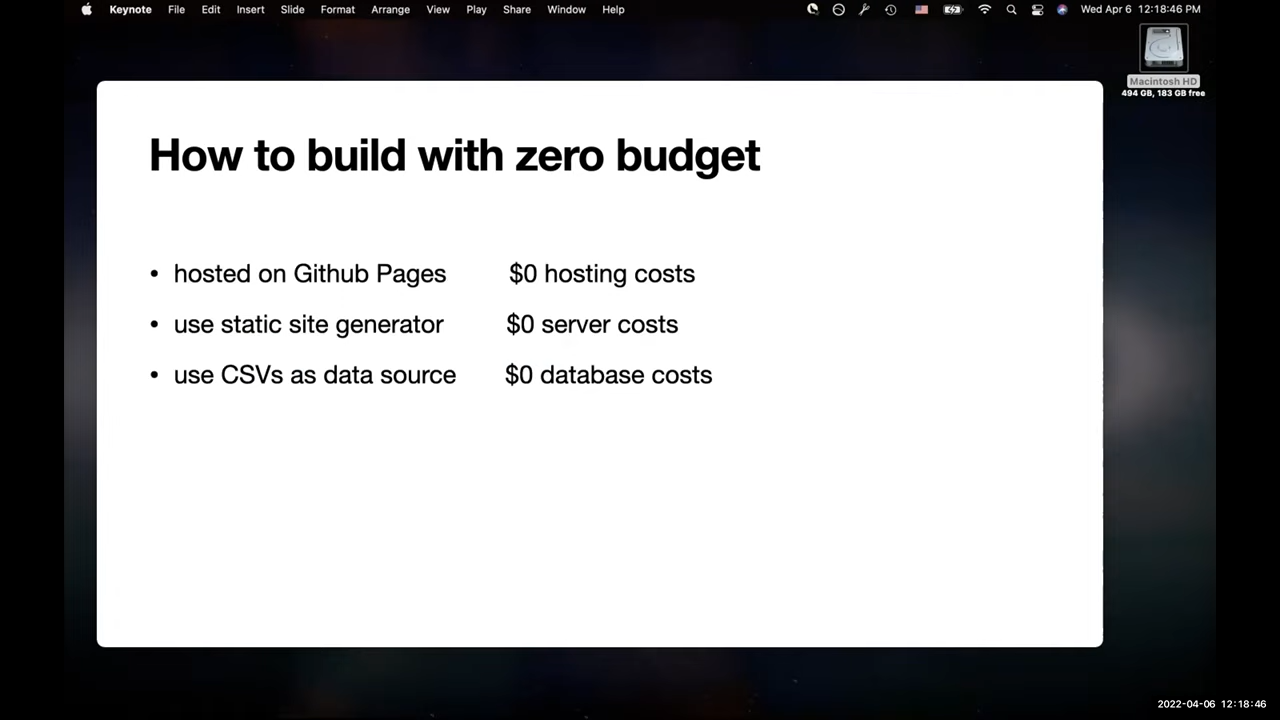 Keynote File Edit Insert Slide Format Arrange View Play Share Window Help Wed Apr 6 12:18:46 PM
Macintosh HD
494 GB, 183 GB free
How to build with zero budget
• hosted on Github Pages $0 hosting costs
• use static site generator $0 server costs
• use CSVs as data source $0 database costs
2022-04-06 12:18:46